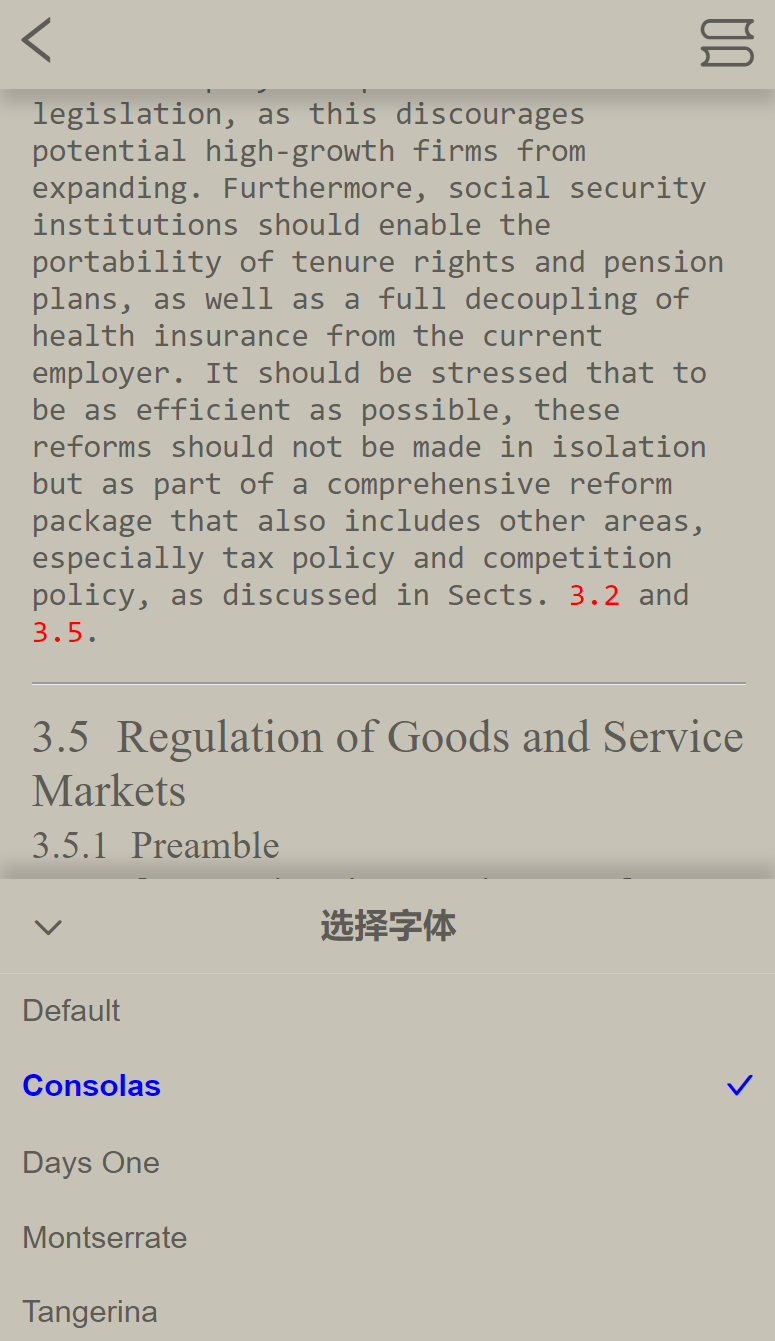 legislation, as this discourages
potential high-growth firms from
expanding. Furthermore, social security
institutions should enable the
portability of tenure rights and pension
plans, as well as a full decoupling of
health insurance from the current
employer. It should be stressed that to
be as efficient as possible, these
reforms should not be made in isolation
but as part of a comprehensive reform
package that also includes other areas,
especially tax policy and competition
policy, as discussed in Sects. 3.2 and
3.5.
3.5 Regulation of Goods and Service
Markets
3.5.1 Preamble
选择字体
Default
Consolas
Days One
Montserrate
Tangerina